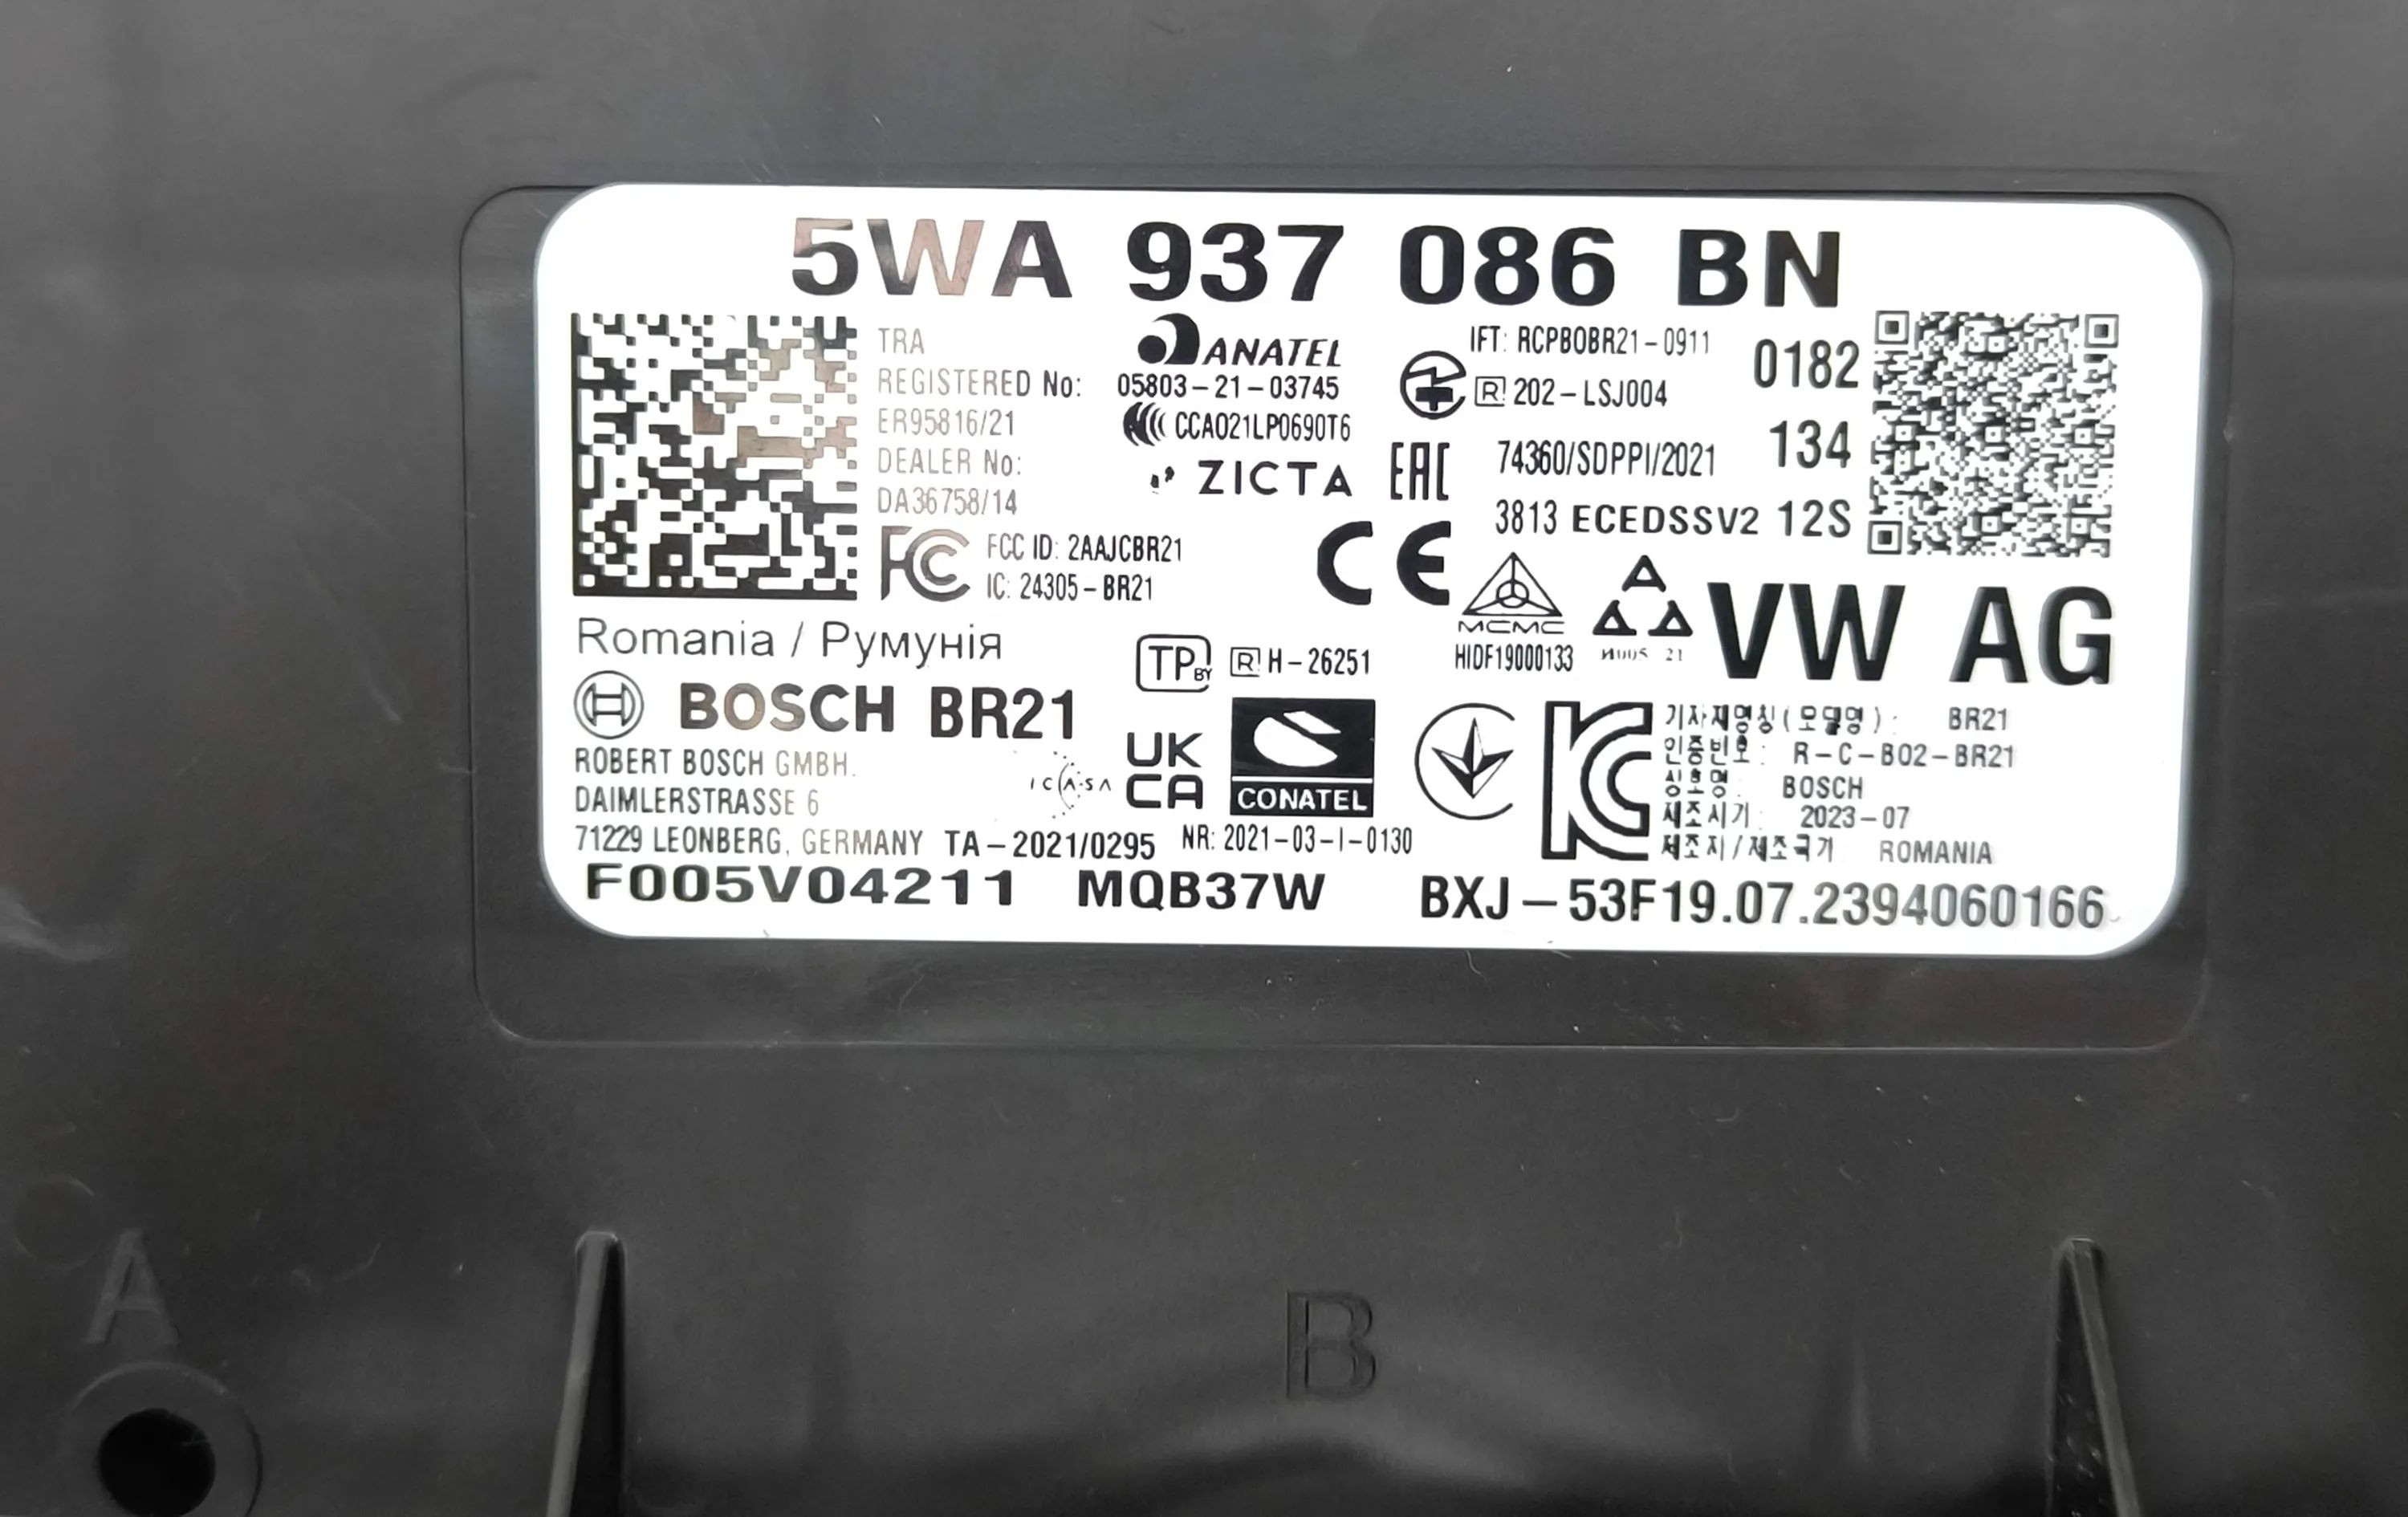 5WA 937 086 BN
TRA
REGISTERED No:
ER95816/21
DEALER No:
DA36758/14
ANATEL
05803-21-03745
CCAO21LP0690T6
ZICTA
EAC
IFT: RCPBOBR21-0911
R 202-LSJ004
74360/SDPPI/2021
3813 ECEDSSV2 12S
0182
134
FC
FCC ID: 2AAJCBR21
IC: 24305-BR21
CE
MCMC
HIDF19000133
VW AG
Romania / Румунія
TP BY
R H-26251
BOSCH BR21
ROBERT BOSCH GMBH.
DAIMLERSTRASSE 6
71229 LEONBERG, GERMANY
ICASA
TA-2021/0295
UK
CA
CONATEL
NR: 2021-03-I-0130
KC
기자재명칭(모델명): BR21
인증번호: R-C-B02-BR21
상호명: BOSCH
제조시기: 2023-07
제조자/제조국가 ROMANIA
F005V04211 MQB37W BXJ-53F19.07.2394060166
A
B